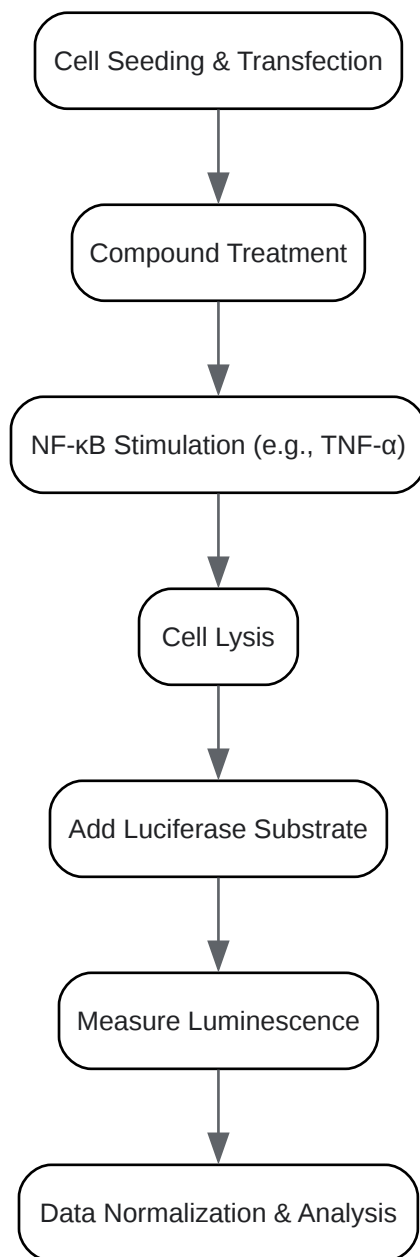 Cell Seeding & Transfection
Compound Treatment
NF-κB Stimulation (e.g., TNF-α)
Cell Lysis
Add Luciferase Substrate
Measure Luminescence
Data Normalization & Analysis